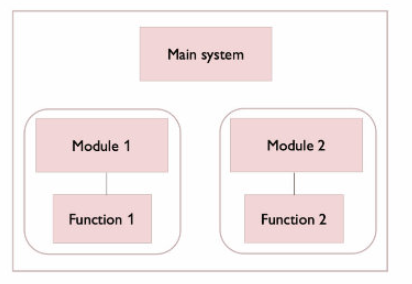 Main system
Module 1
Module 2
Function 1
Function 2